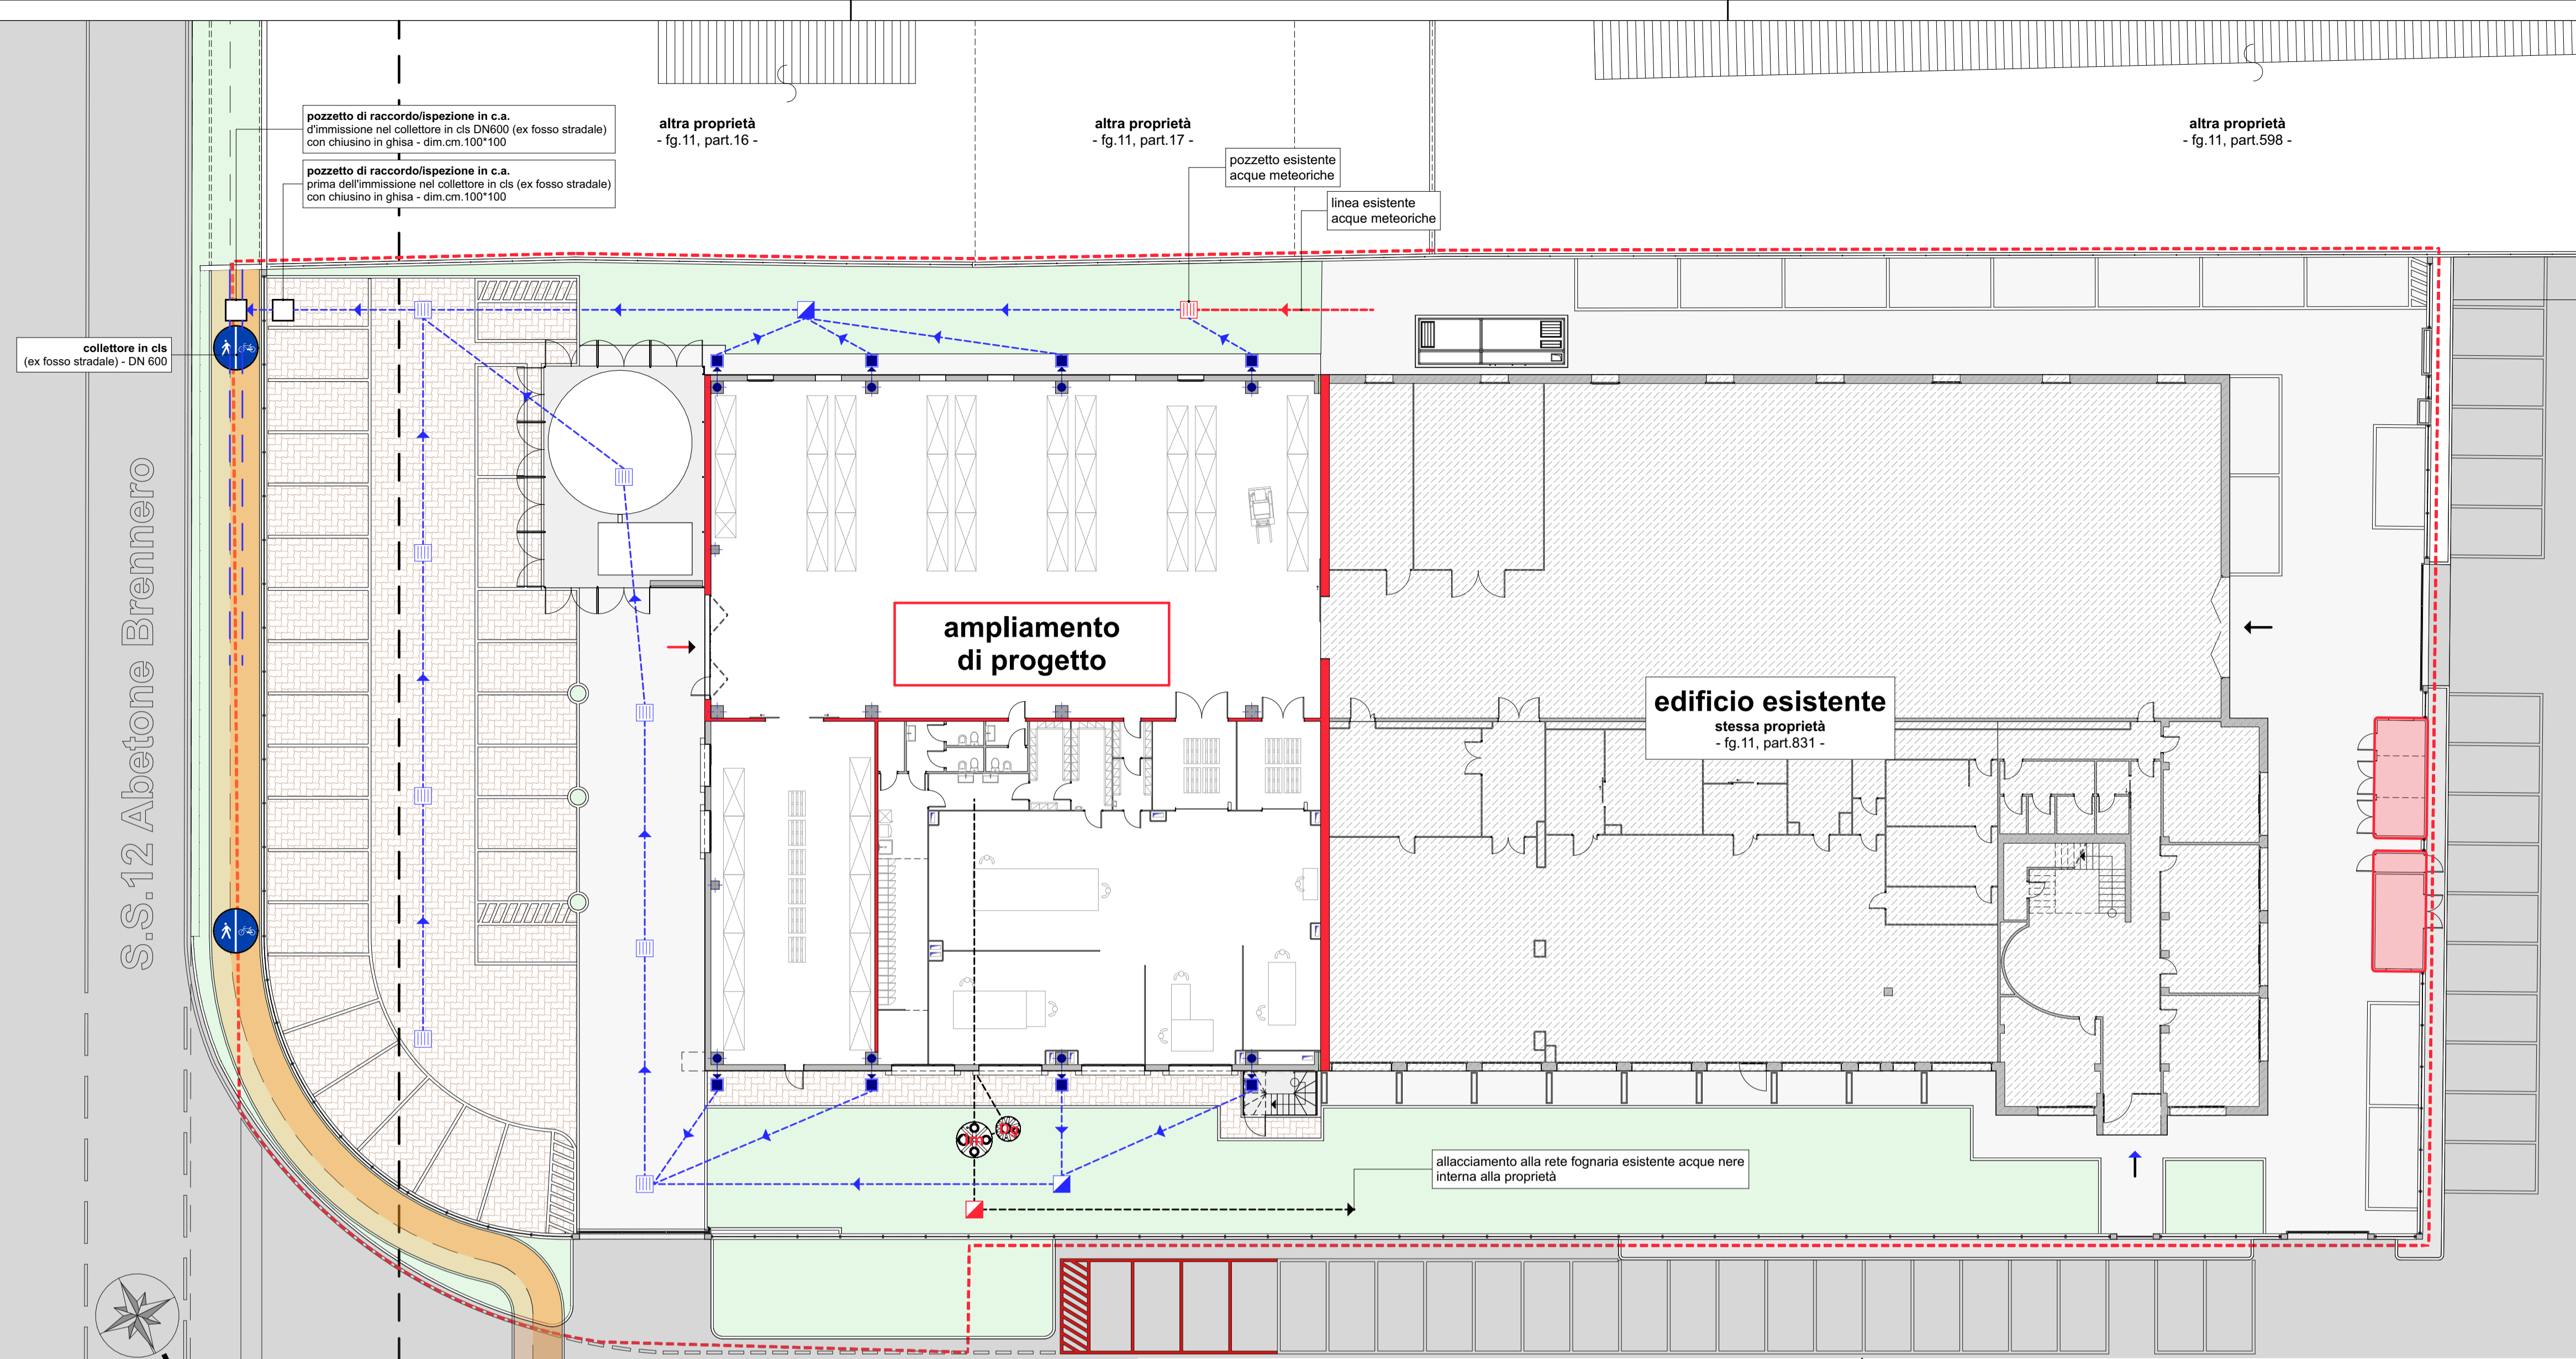 pozzetto di raccordo/ispezione in c.a.
d'immissione nel collettore in cls DN600 (ex fosso stradale)
con chiusino in ghisa - dim.cm.100*100
pozzetto di raccordo/ispezione in c.a.
prima dell'immissione nel collettore in cls (ex fosso stradale)
con chiusino in ghisa - dim.cm.100*100
altra proprietà
- fg.11, part.16 -
altra proprietà
- fg.11, part.17 -
altra proprietà
- fg.11, part.598 -
pozzetto esistente
acque meteoriche
linea esistente
acque meteoriche
collettore in cls
(ex fosso stradale) - DN 600
S.S.12 Abetone Brennero
ampliamento
di progetto
edificio esistente
stessa proprietà
- fg.11, part.831 -
Im
Dg
allacciamento alla rete fognaria esistente acque nere
interna alla proprietà